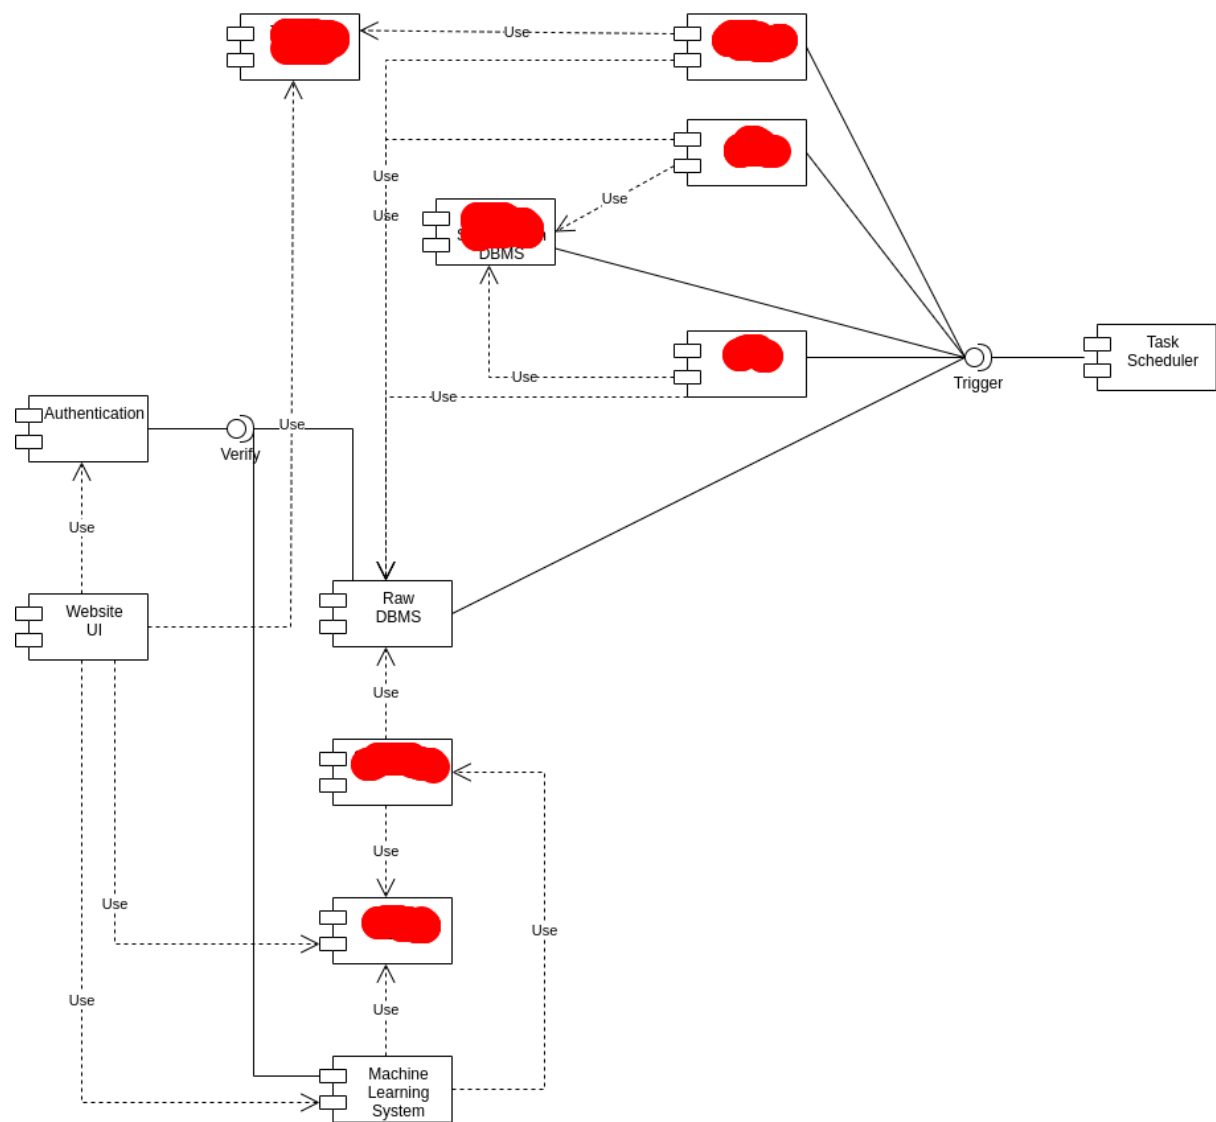 Use
Use
Use
Use
DBMS
Task
Scheduler
Trigger
Use
Use
Authentication
Use
Verify
Use
Website
UI
Raw
DBMS
Use
Use
Use
Use
Use
Use
Machine
Learning
System